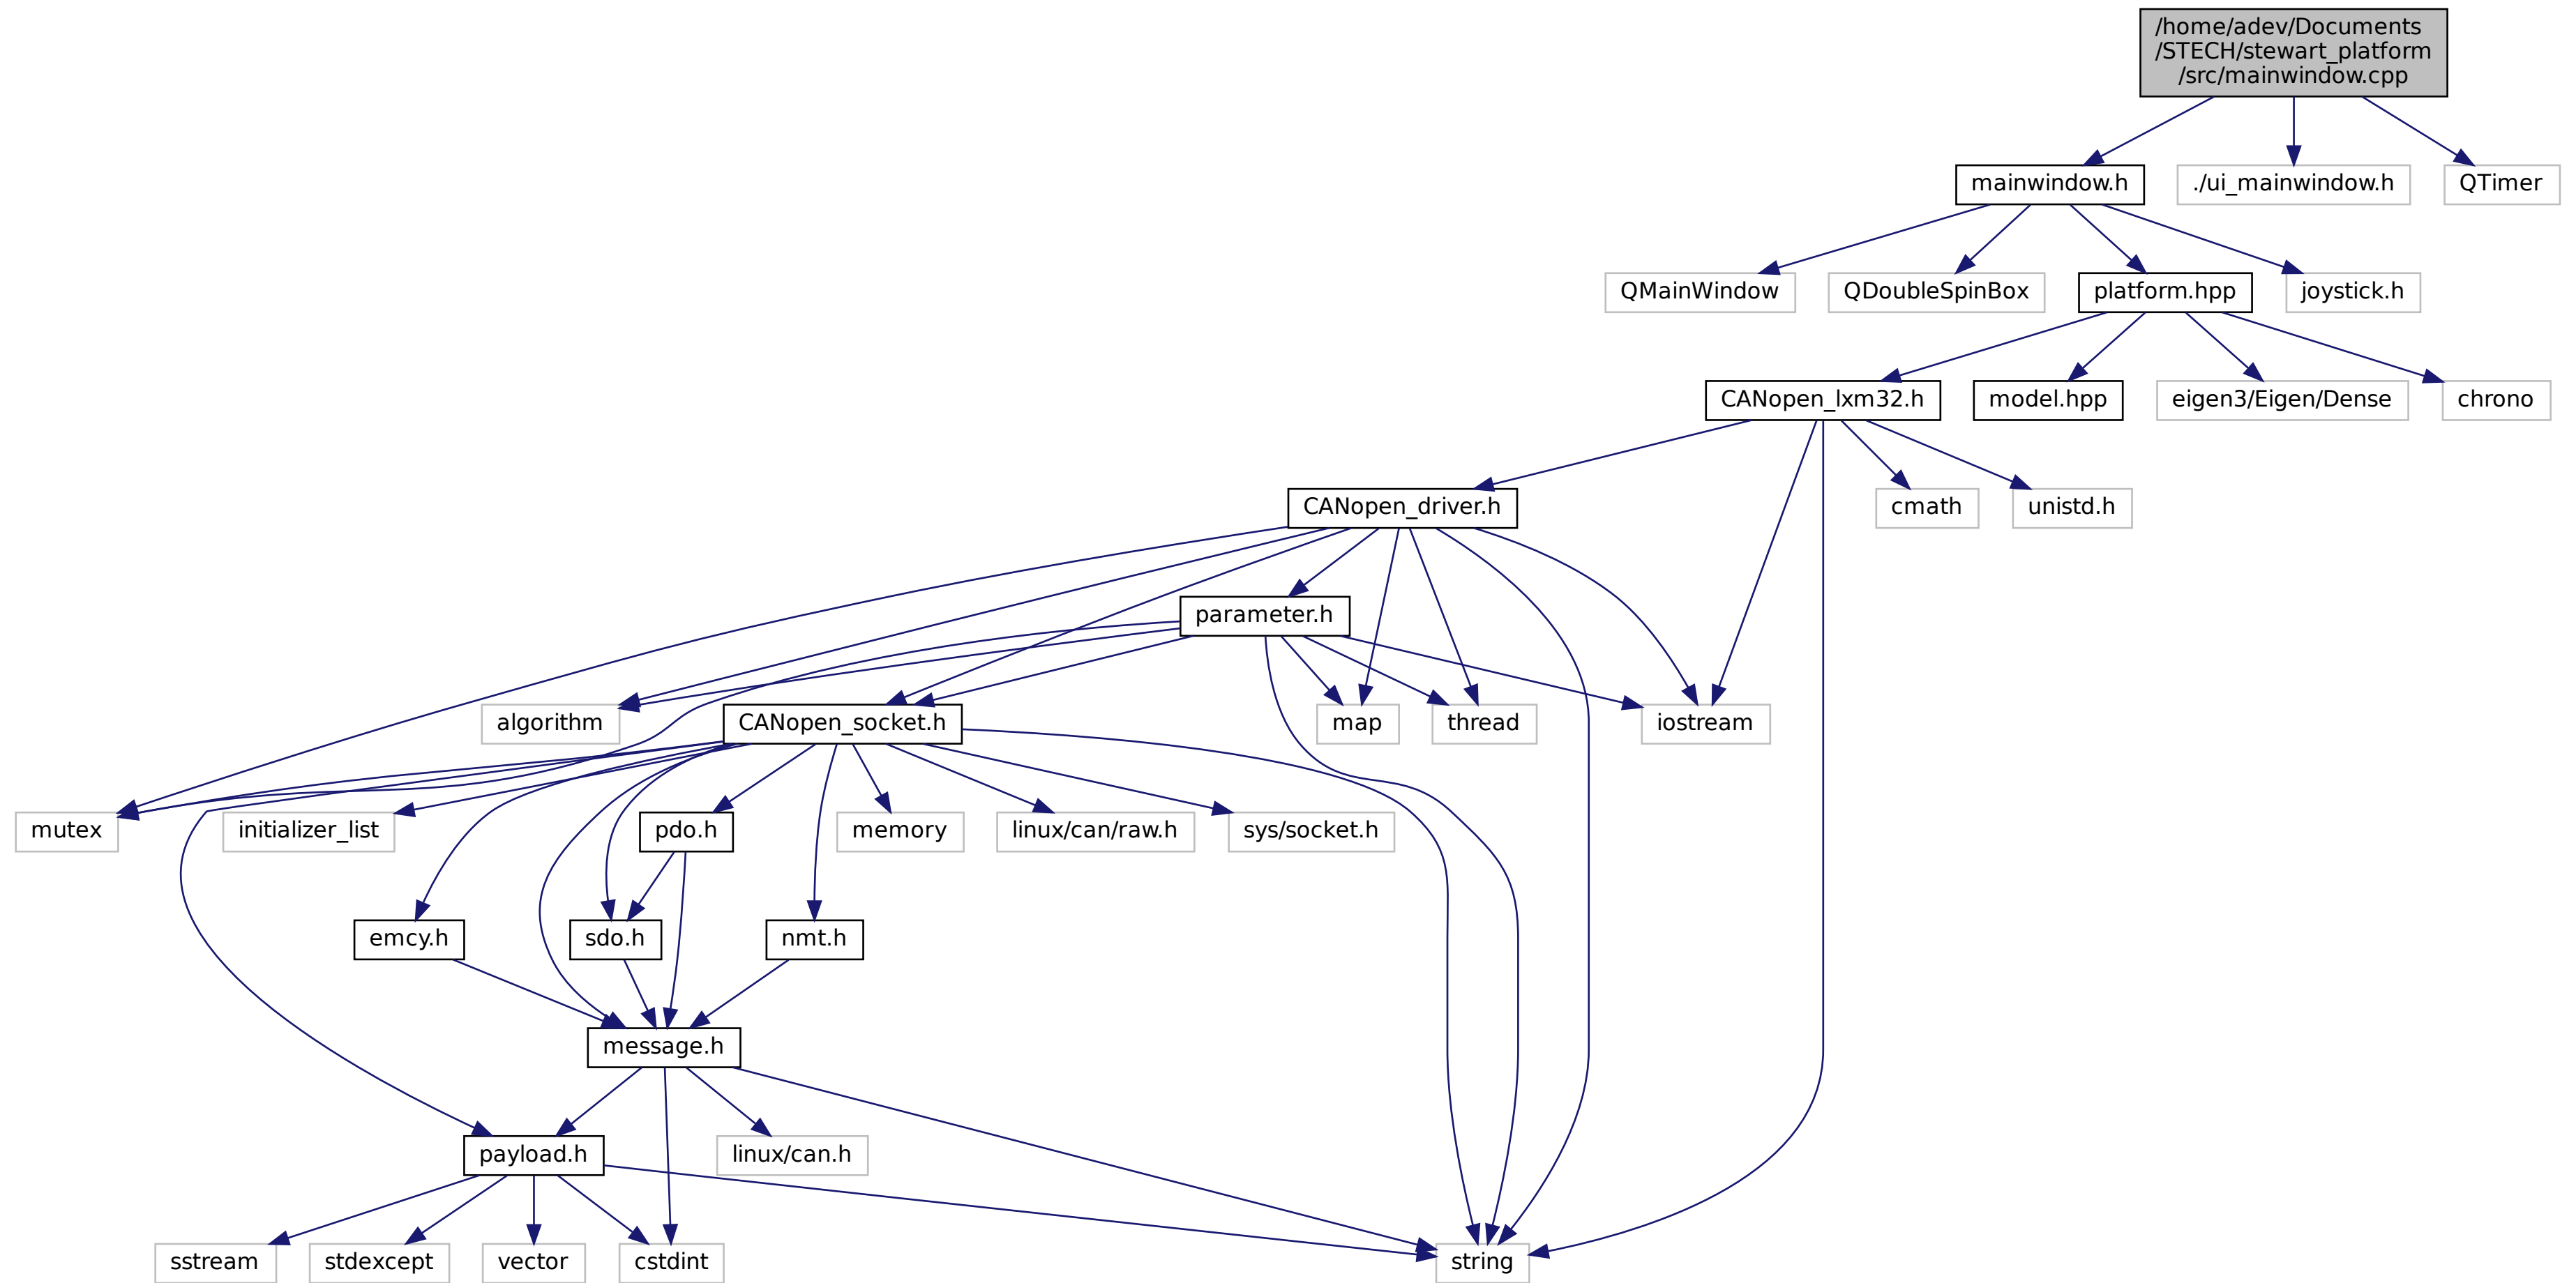 /home/adev/Documents
/STECH/stewart_platform
/src/mainwindow.cpp
mainwindow.h
./ui_mainwindow.h
QTimer
QMainWindow
QDoubleSpinBox
platform.hpp
joystick.h
CANopen_lxm32.h
model.hpp
eigen3/Eigen/Dense
chrono
CANopen_driver.h
cmath
unistd.h
parameter.h
algorithm
CANopen_socket.h
map
thread
iostream
mutex
initializer_list
pdo.h
memory
linux/can/raw.h
sys/socket.h
emcy.h
sdo.h
nmt.h
message.h
payload.h
linux/can.h
sstream
stdexcept
vector
cstdint
string